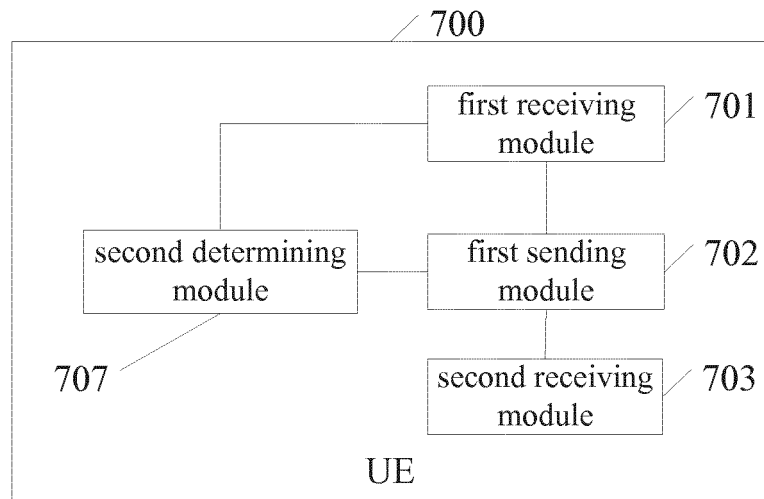 700
first receiving
module
701
second determining
module
707
first sending
module
702
second receiving
module
703
UE